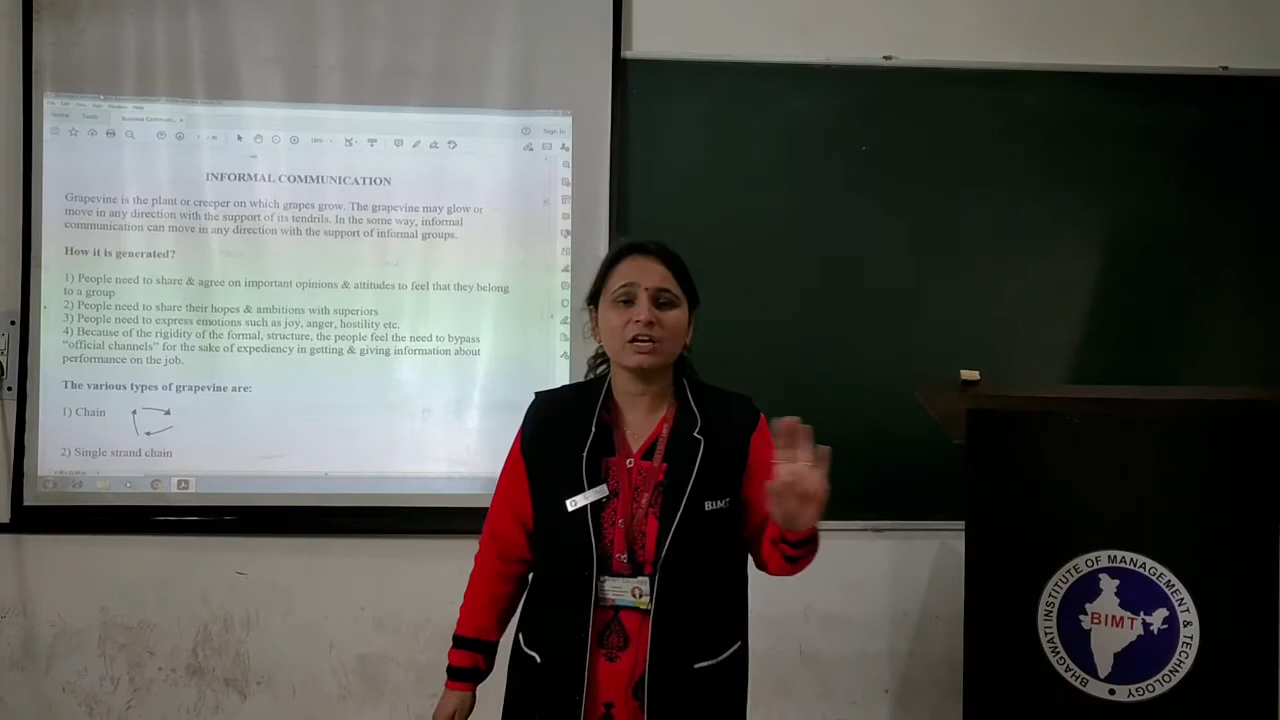 Home Tools Business Communi...
Sign In
INFORMAL COMMUNICATION
Grapevine is the plant or creeper on which grapes grow. The grapevine may glow or
move in any direction with the support of its tendrils. In the some way, informal
communication can move in any direction with the support of informal groups.
How it is generated?
1) People need to share & agree on important opinions & attitudes to feel that they belong
to a group
2) People need to share their hopes & ambitions with superiors
3) People need to express emotions such as joy, anger, hostility etc.
4) Because of the rigidity of the formal, structure, the people feel the need to bypass
“official channels” for the sake of expediency in getting & giving information about
performance on the job.
The various types of grapevine are:
1) Chain
2) Single strand chain
BIMT
BHAGWATI INSTITUTE OF MANAGEMENT & TECHNOLOGY
BIMT